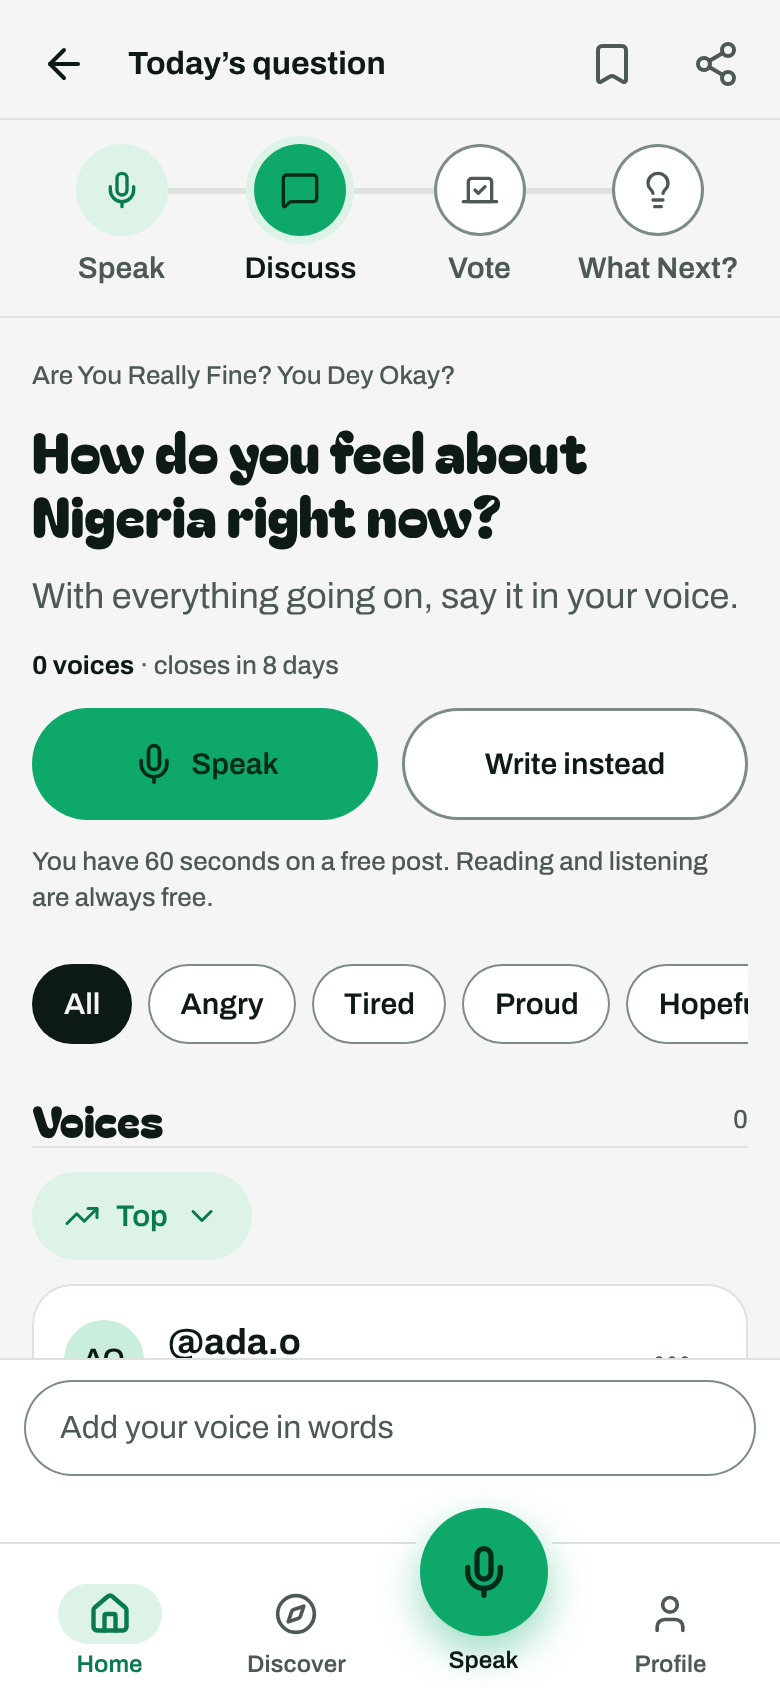 Today’s question
Speak
Discuss
Vote
What Next?
Are You Really Fine? You Dey Okay?
How do you feel about
Nigeria right now?
With everything going on, say it in your voice.
0 voices · closes in 8 days
Speak
Write instead
You have 60 seconds on a free post. Reading and listening
are always free.
All
Angry
Tired
Proud
Hopefu
Voices
0
Top
AO
@ada.o
Add your voice in words
Home
Discover
Speak
Profile